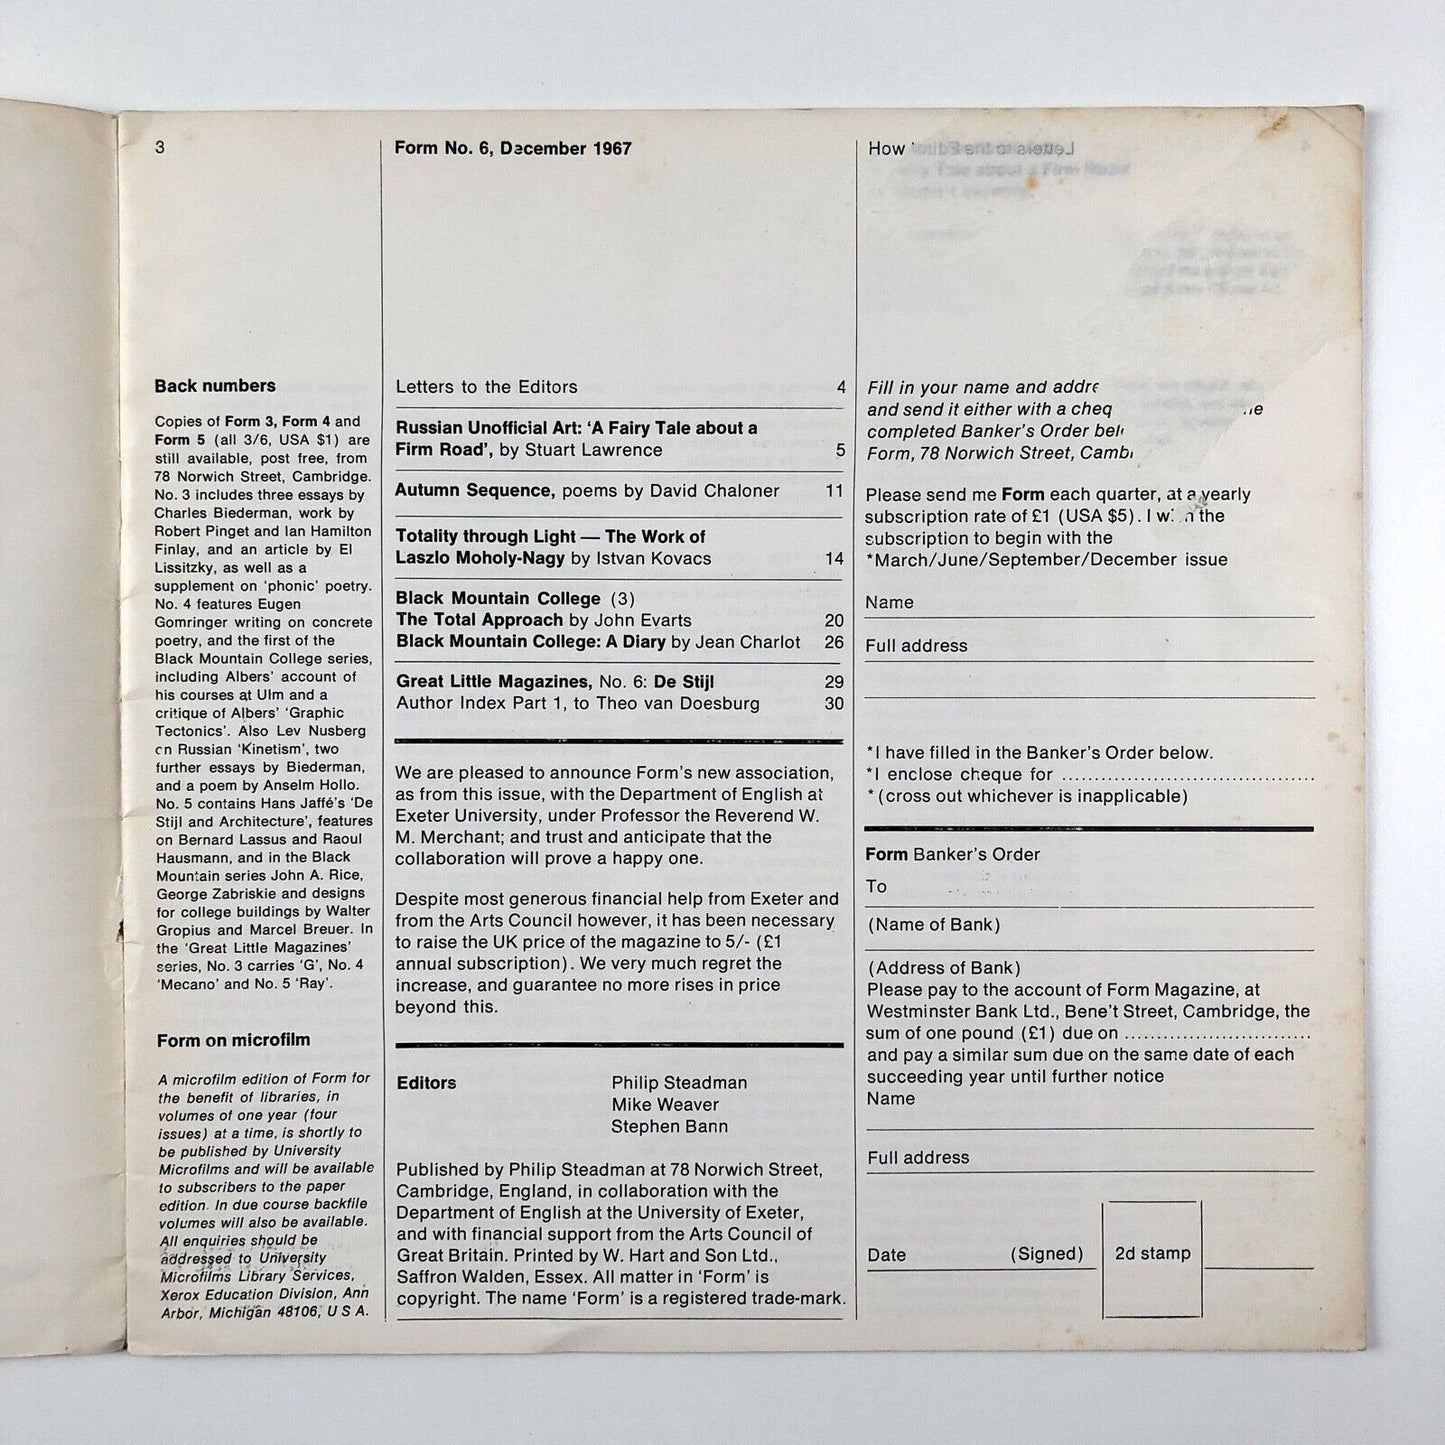 3
Back numbers
Copies of Form 3, Form 4 and
Form 5 (all 3/6, USA $1) are
still available, post free, from
78 Norwich Street, Cambridge.
No. 3 includes three essays by
Charles Biederman, work by
Robert Pinget and Ian Hamilton
Finlay, and an article by El
Lissitzky, as well as a
supplement on 'phonic' poetry.
No. 4 features Eugen
Gomringer writing on concrete
poetry, and the first of the
Black Mountain College series,
including Albers' account of
his courses at Ulm and a
critique of Albers' 'Graphic
Tectonics'. Also Lev Nusberg
on Russian 'Kinetism', two
further essays by Biederman,
and a poem by Anselm Hollo.
No. 5 contains Hans Jaffé's 'De
Stijl and Architecture', features
on Bernard Lassus and Raoul
Hausmann, and in the Black
Mountain series John A. Rice,
George Zabriskie and designs
for college buildings by Walter
Gropius and Marcel Breuer. In
the 'Great Little Magazines'
series, No. 3 carries 'G', No. 4
'Mecano' and No. 5 'Ray'.
Form on microfilm
A microfilm edition of Form for
the benefit of libraries, in
volumes of one year (four
issues) at a time, is shortly to
be published by University
Microfilms and will be available
to subscribers to the paper
edition. In due course backfile
volumes will also be available.
All enquiries should be
addressed to University
Microfilms Library Services,
Xerox Education Division, Ann
Arbor, Michigan 48106, U S A.
Form No. 6, December 1967
Letters to the Editors 4
Russian Unofficial Art: 'A Fairy Tale about a
Firm Road', by Stuart Lawrence 5
Autumn Sequence, poems by David Chaloner 11
Totality through Light — The Work of
Laszlo Moholy-Nagy by Istvan Kovacs 14
Black Mountain College (3)
The Total Approach by John Evarts 20
Black Mountain College: A Diary by Jean Charlot 26
Great Little Magazines, No. 6: De Stijl 29
Author Index Part 1, to Theo van Doesburg 30
We are pleased to announce Form's new association,
as from this issue, with the Department of English at
Exeter University, under Professor the Reverend W.
M. Merchant; and trust and anticipate that the
collaboration will prove a happy one.
Despite most generous financial help from Exeter and
from the Arts Council however, it has been necessary
to raise the UK price of the magazine to 5/- (£1
annual subscription). We very much regret the
increase, and guarantee no more rises in price
beyond this.
Editors Philip Steadman
Mike Weaver
Stephen Bann
Published by Philip Steadman at 78 Norwich Street,
Cambridge, England, in collaboration with the
Department of English at the University of Exeter,
and with financial support from the Arts Council of
Great Britain. Printed by W. Hart and Son Ltd.,
Saffron Walden, Essex. All matter in 'Form' is
copyright. The name 'Form' is a registered trade-mark.
How
Fill in your name and addre
and send it either with a cheq
completed Banker's Order bel
Form, 78 Norwich Street, Camb
Please send me Form each quarter, at a yearly
subscription rate of £1 (USA $5). I the
subscription to begin with the
*March/June/September/December issue
Name
Full address
*I have filled in the Banker's Order below.
*I enclose cheque for ......................................
*(cross out whichever is inapplicable)
Form Banker's Order
To
(Name of Bank)
(Address of Bank)
Please pay to the account of Form Magazine, at
Westminster Bank Ltd., Bene't Street, Cambridge, the
sum of one pound (£1) due on ............................
and pay a similar sum due on the same date of each
succeeding year until further notice
Name
Full address
Date (Signed) 2d stamp